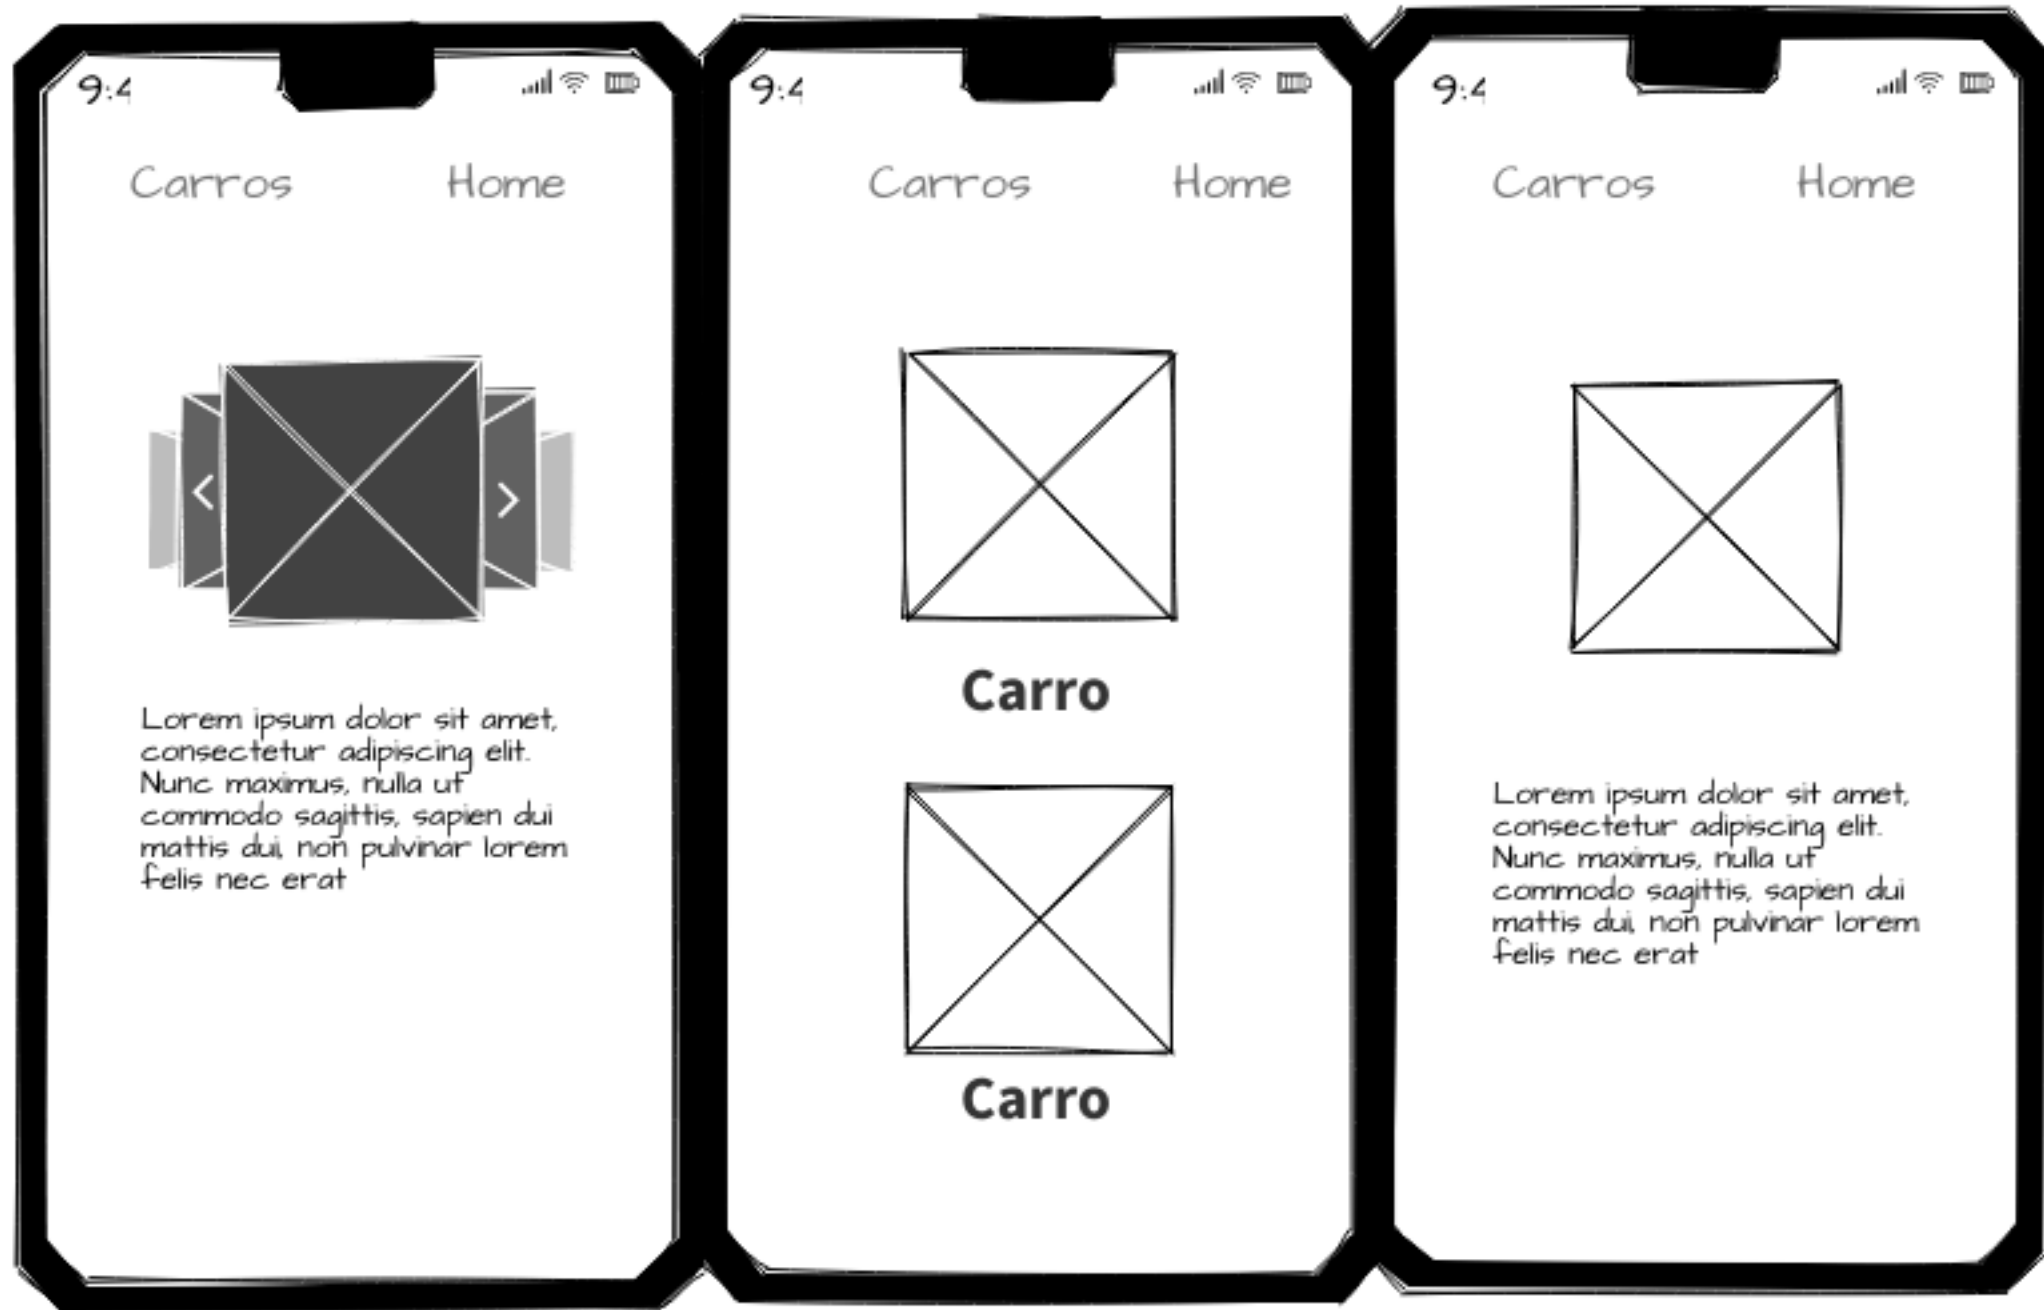 9:4
Carros Home
Lorem ipsum dolor sit amet,
consectetur adipiscing elit.
Nunc maximus, nulla ut
commodo sagittis, sapien dui
mattis dui, non pulvinar lorem
felis nec erat
9:4
Carros Home
Carro
Carro
9:4
Carros Home
Lorem ipsum dolor sit amet,
consectetur adipiscing elit.
Nunc maximus, nulla ut
commodo sagittis, sapien dui
mattis dui, non pulvinar lorem
felis nec erat